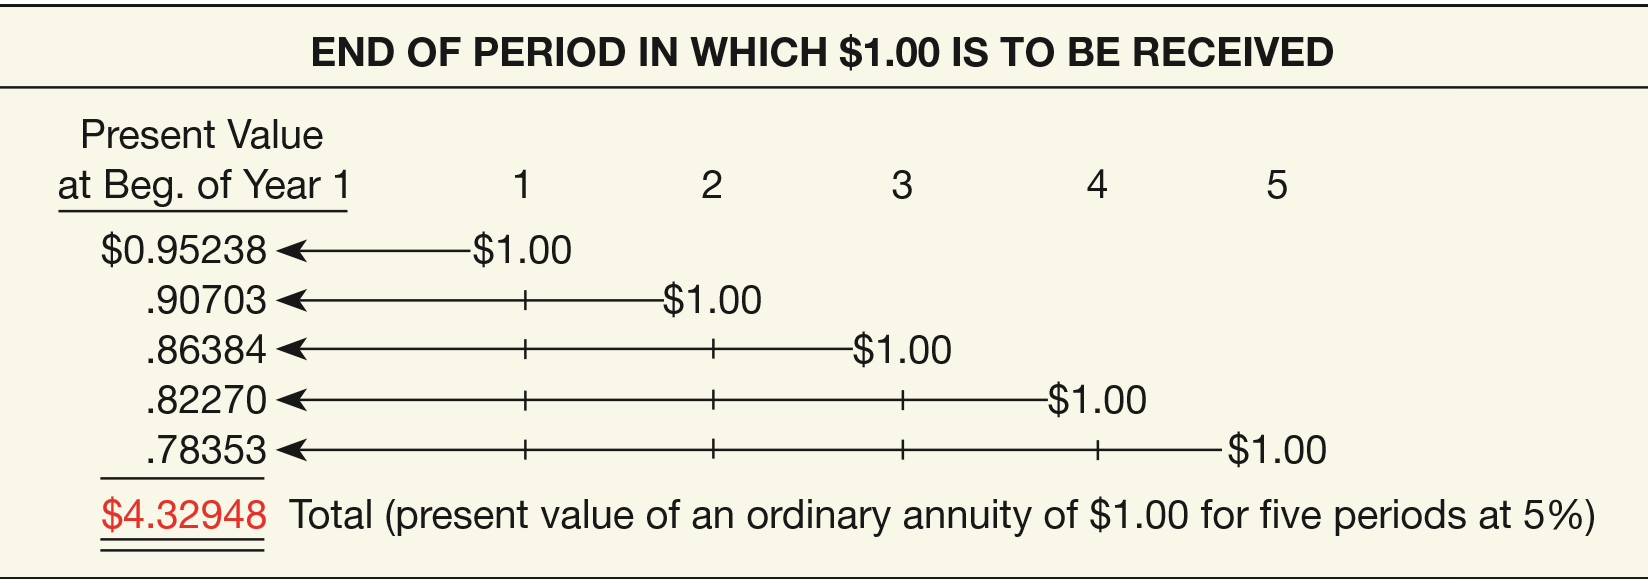 END OF PERIOD IN WHICH $1.00 IS TO BE RECEIVED
Present Value
at Beg. of Year 1 1 2 3 4 5
$0.95238 $1.00
.90703 $1.00
.86384 $1.00
.82270 $1.00
.78353 $1.00
$4.32948 Total (present value of an ordinary annuity of $1.00 for five periods at 5%)